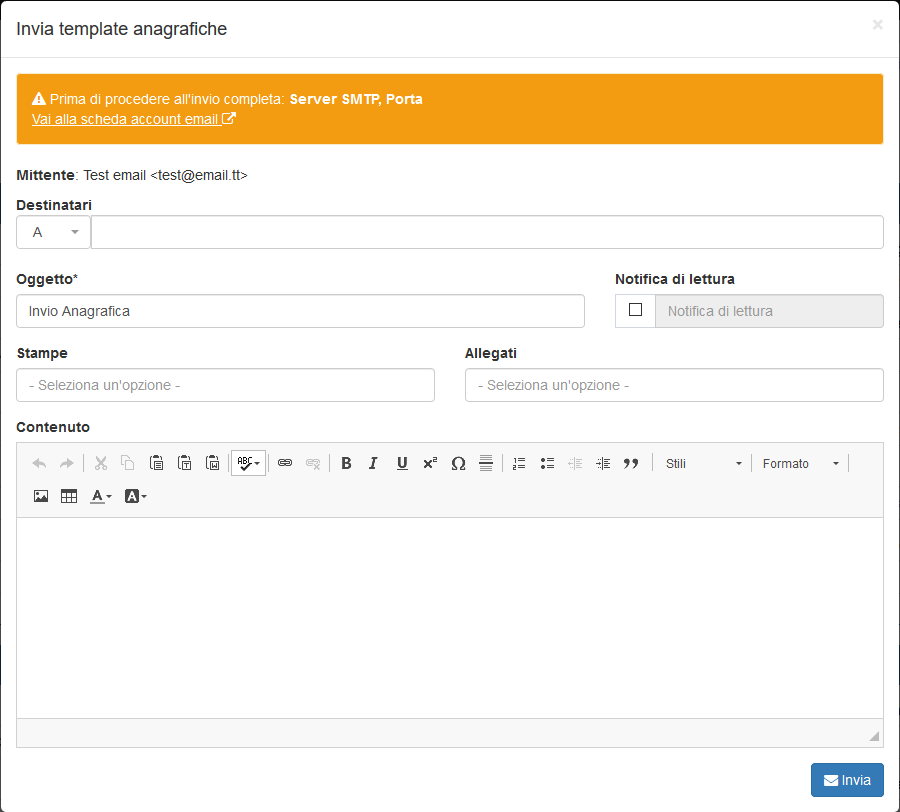 Invia template anagrafiche ×
Prima di procedere all'invio completa: Server SMTP, Porta
Vai alla scheda account email
Mittente: Test email <test@email.tt>
Destinatari
A
Oggetto* Notifica di lettura
Invio Anagrafica Notifica di lettura
Stampe Allegati
- Seleziona un'opzione - - Seleziona un'opzione -
Contenuto
ABC B I U x² Ω Stili Formato
A A
Invia